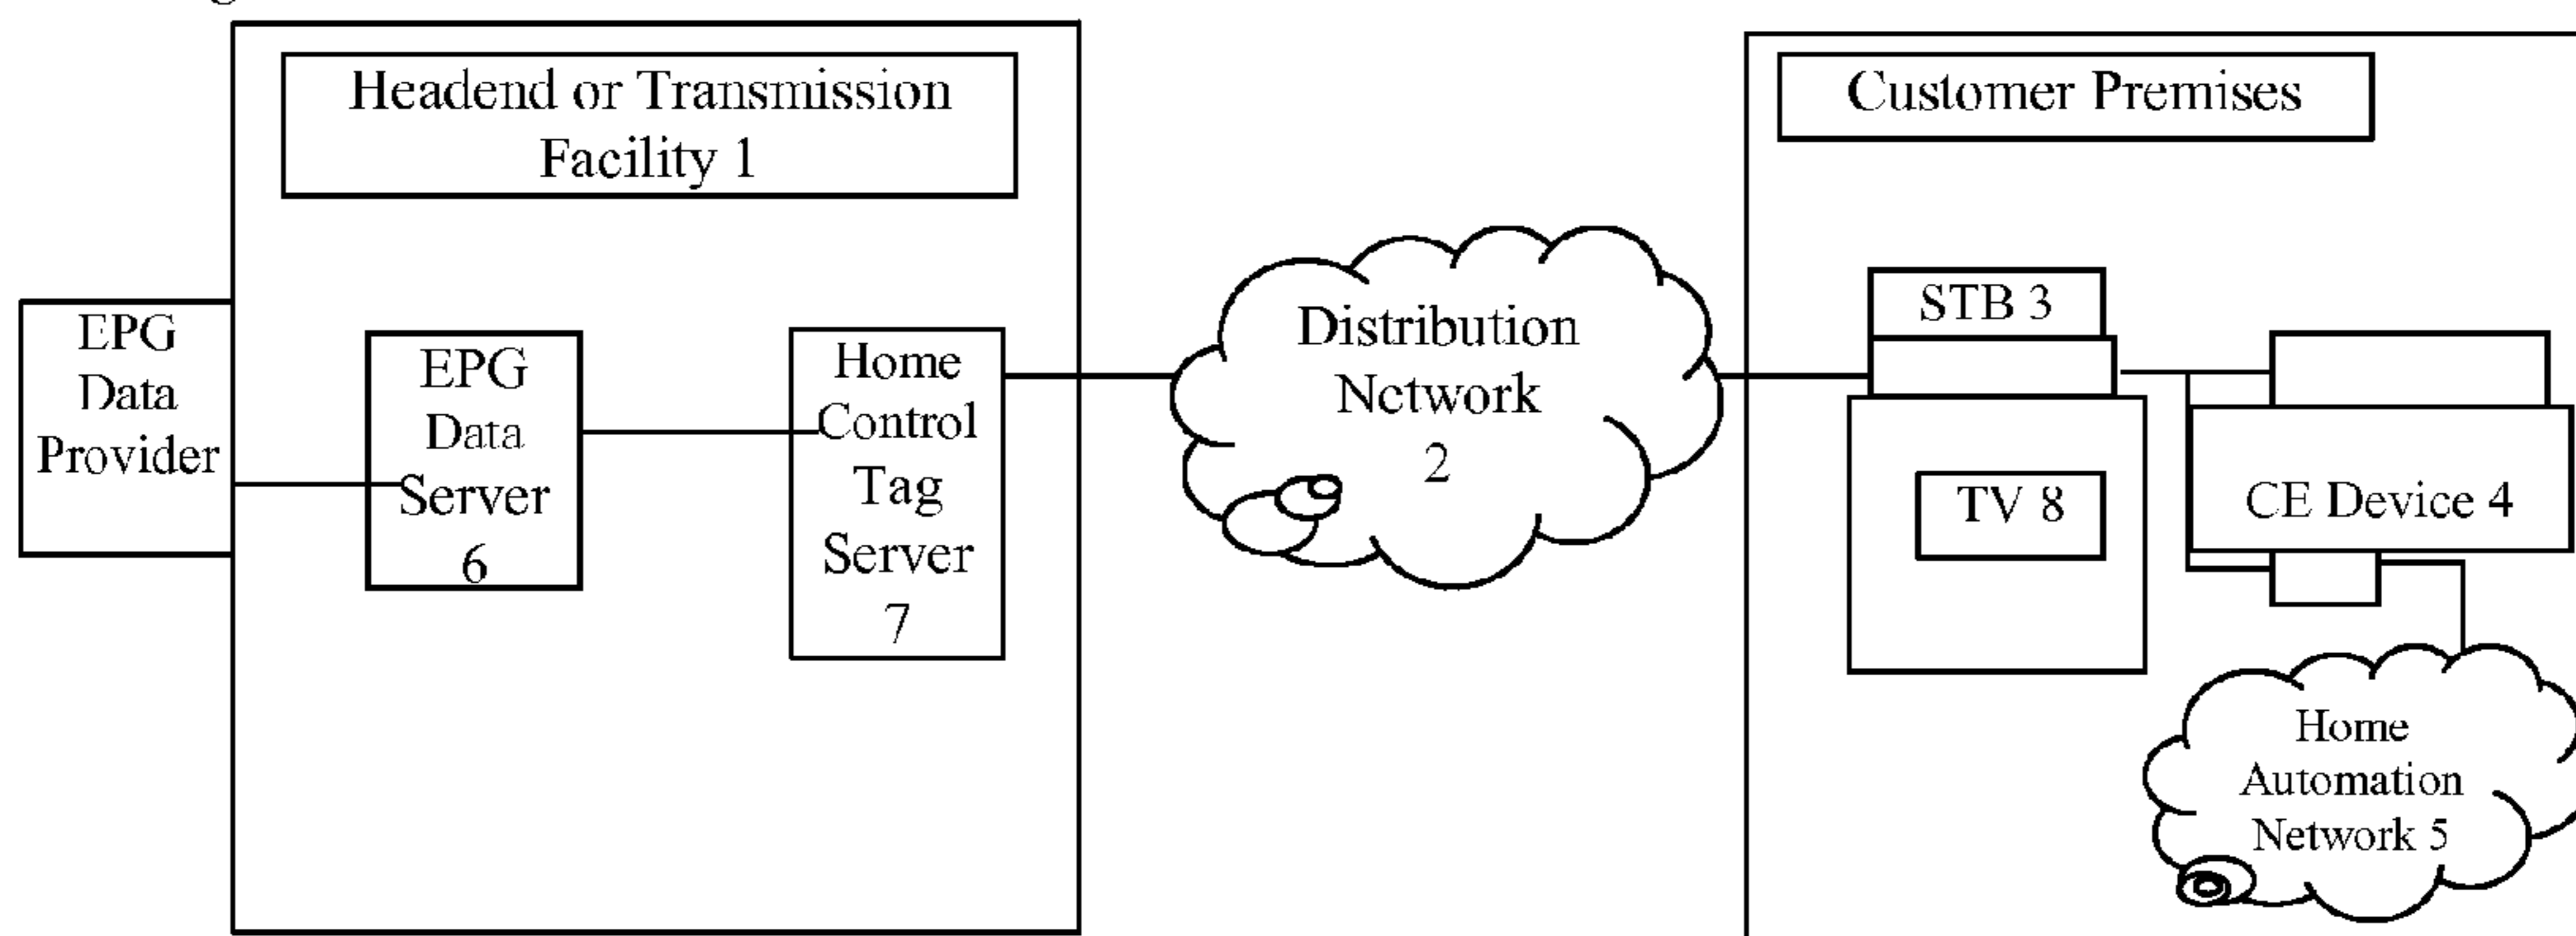 Headend or Transmission
Facility 1
Customer Premises
EPG
Data
Provider
EPG
Data
Server
6
Home
Control
Tag
Server
7
Distribution
Network
2
STB 3
TV 8
CE Device 4
Home
Automation
Network 5